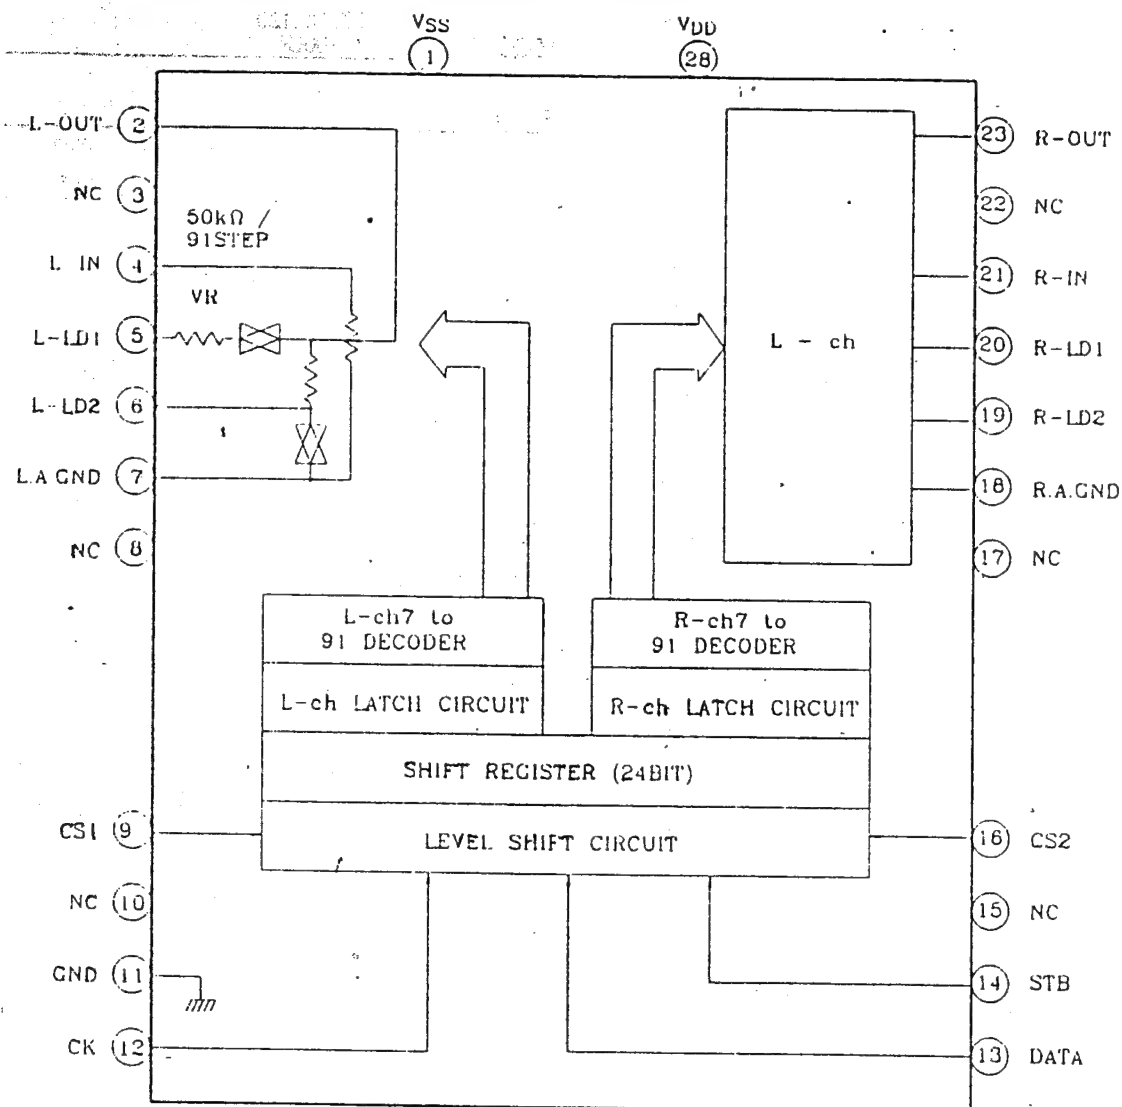 VSS
VDD
1
28
L-OUT 2
23 R-OUT
NC 3
22 NC
50kΩ /
91STEP
L IN 4
21 R-IN
VR
L-LD1 5
20 R-LD1
L - ch
L-LD2 6
19 R-LD2
L.A GND 7
18 R.A.GND
NC 8
17 NC
L-ch7 to
91 DECODER
R-ch7 to
91 DECODER
L-ch LATCH CIRCUIT
R-ch LATCH CIRCUIT
SHIFT REGISTER (24BIT)
LEVEL SHIFT CIRCUIT
CS1 9
16 CS2
NC 10
15 NC
GND 11
14 STB
CK 12
13 DATA